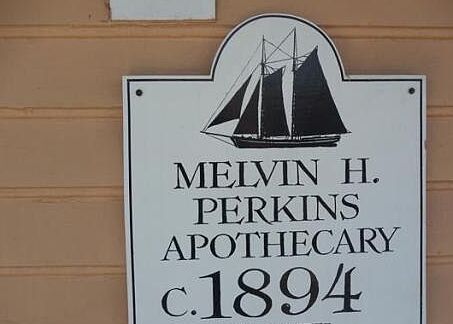 MELVIN H.
PERKINS
APOTHECARY
C.1894